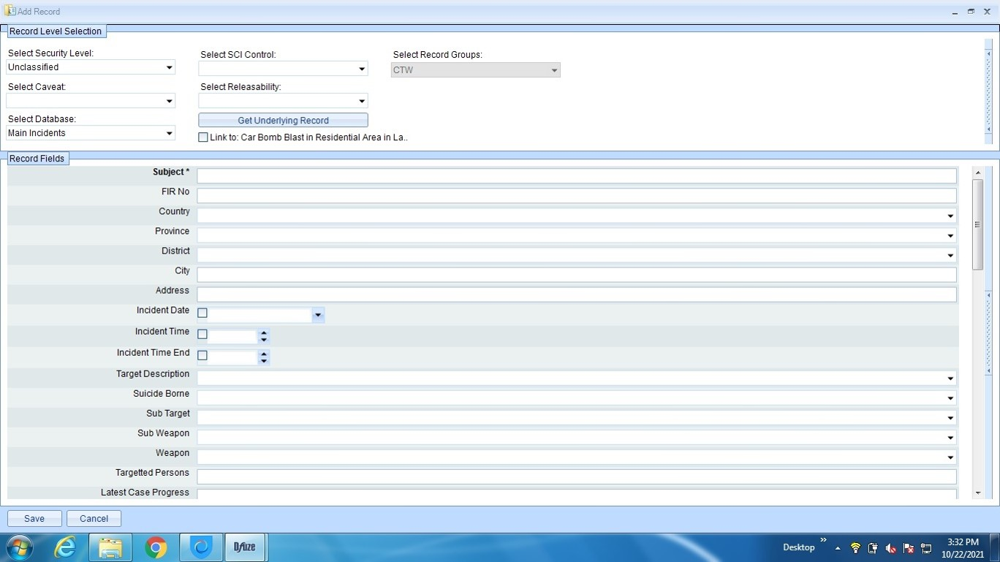 Add Record
Record Level Selection
Select Security Level:
Unclassified
Select Caveat:
Select Database:
Main Incidents
Select SCI Control:
Select Releasability:
Get Underlying Record
Link to: Car Bomb Blast in Residential Area in La..
Select Record Groups:
CTW
Record Fields
Subject *
FIR No
Country
Province
District
City
Address
Incident Date
Incident Time
Incident Time End
Target Description
Suicide Borne
Sub Target
Sub Weapon
Weapon
Targetted Persons
Latest Case Progress
Save
Cancel
Desktop
3:32 PM
10/22/2021